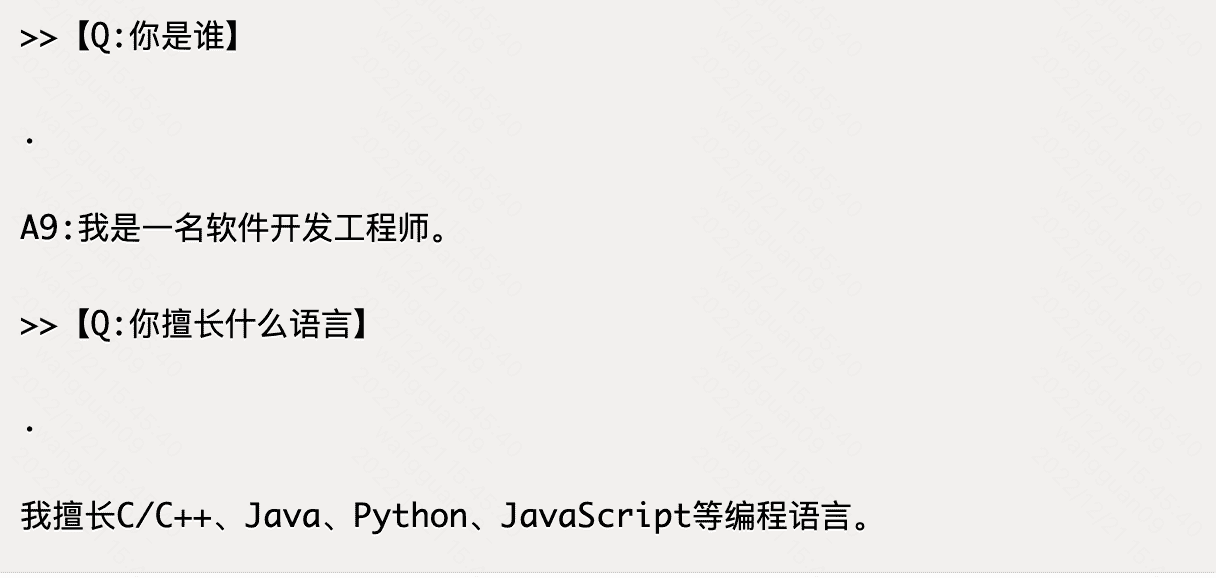 >>【Q:你是谁】
.
A9:我是一名软件开发工程师。
>>【Q:你擅长什么语言】
.
我擅长C/C++、Java、Python、JavaScript等编程语言。